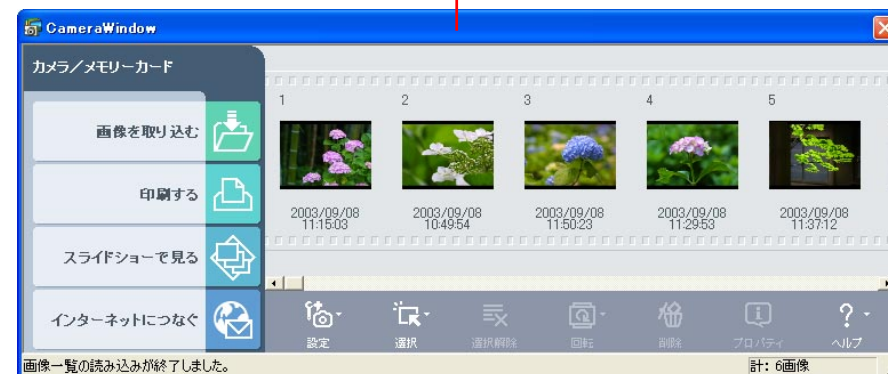 CameraWindow
カメラ／メモリーカード
画像を取り込む
印刷する
スライドショーで見る
インターネットにつなぐ
1 2 3 4 5
2003/09/08 2003/09/08 2003/09/08 2003/09/08 2003/09/08
11:15:03 10:49:54 11:50:23 11:29:53 11:37:12
設定 選択 選択解除 回転 削除 プロパティ ヘルプ
画像一覧の読み込みが終了しました。 計: 6画像